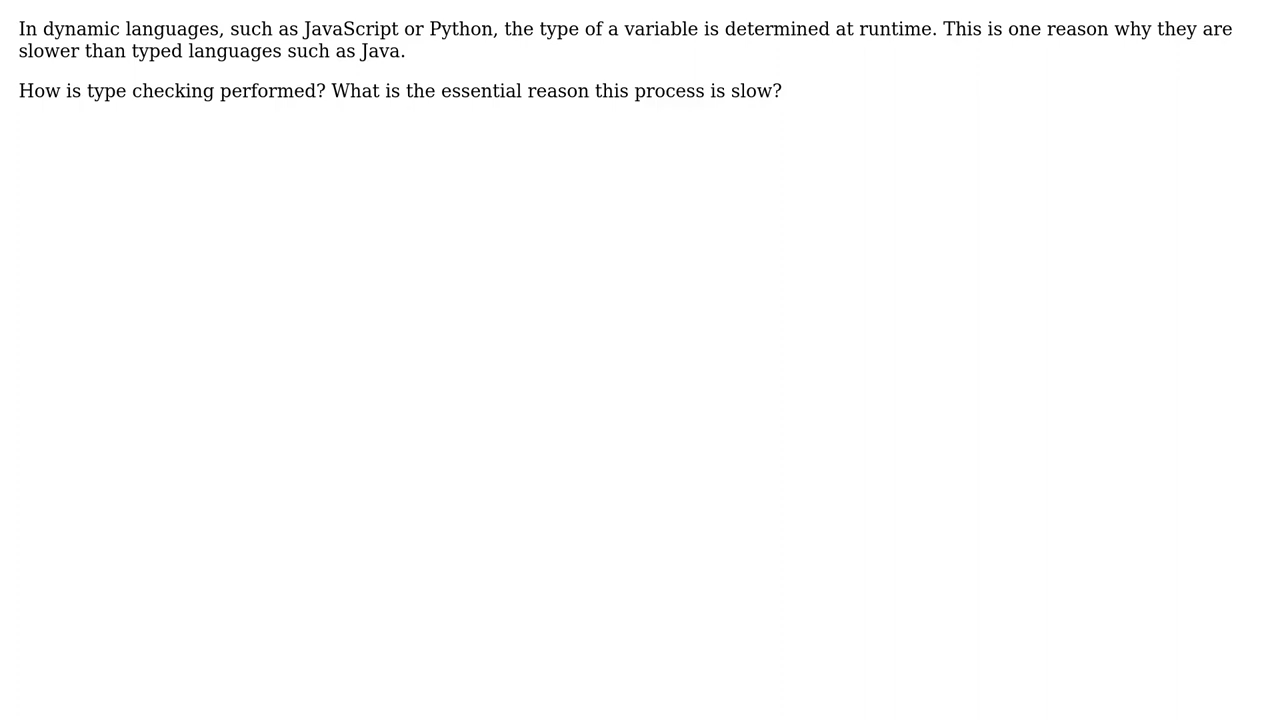 In dynamic languages, such as JavaScript or Python, the type of a variable is determined at runtime. This is one reason why they are
slower than typed languages such as Java.
How is type checking performed? What is the essential reason this process is slow?